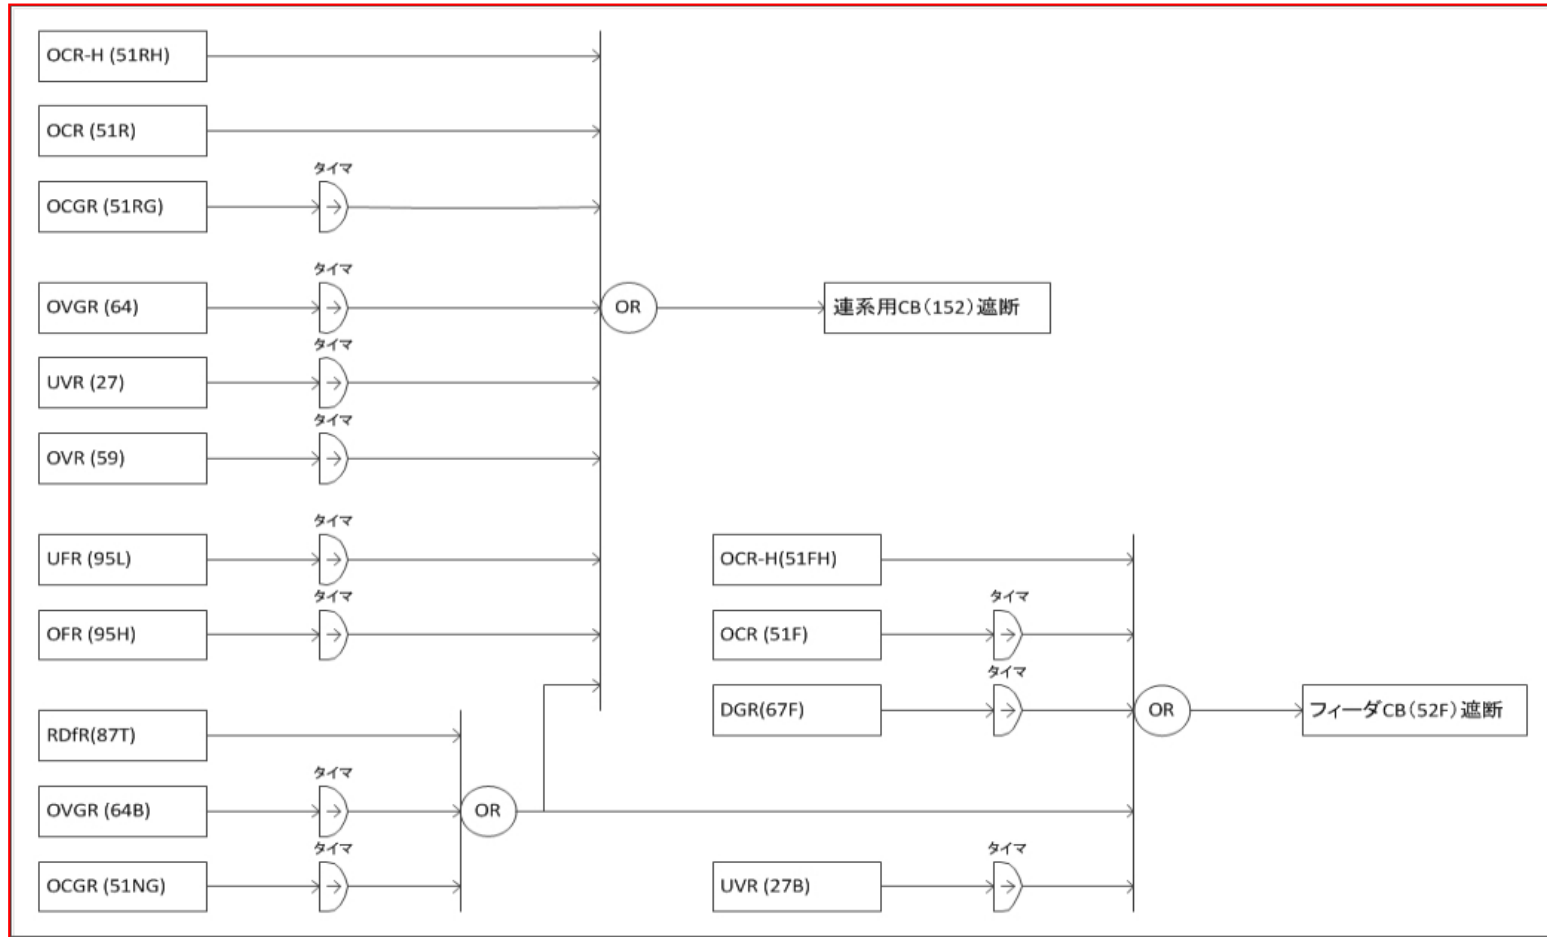 OCR-H (51RH)
OCR (51R)
タイマ
OCGR (51RG)
タイマ
OVGR (64)
OR
連系用CB（152）遮断
タイマ
UVR (27)
タイマ
OVR (59)
タイマ
UFR (95L)
OCR-H(51FH)
タイマ
タイマ
OFR (95H)
OCR (51F)
タイマ
DGR(67F)
OR
フィーダCB（52F）遮断
RDfR(87T)
タイマ
OVGR (64B)
OR
タイマ
タイマ
OCGR (51NG)
UVR (27B)